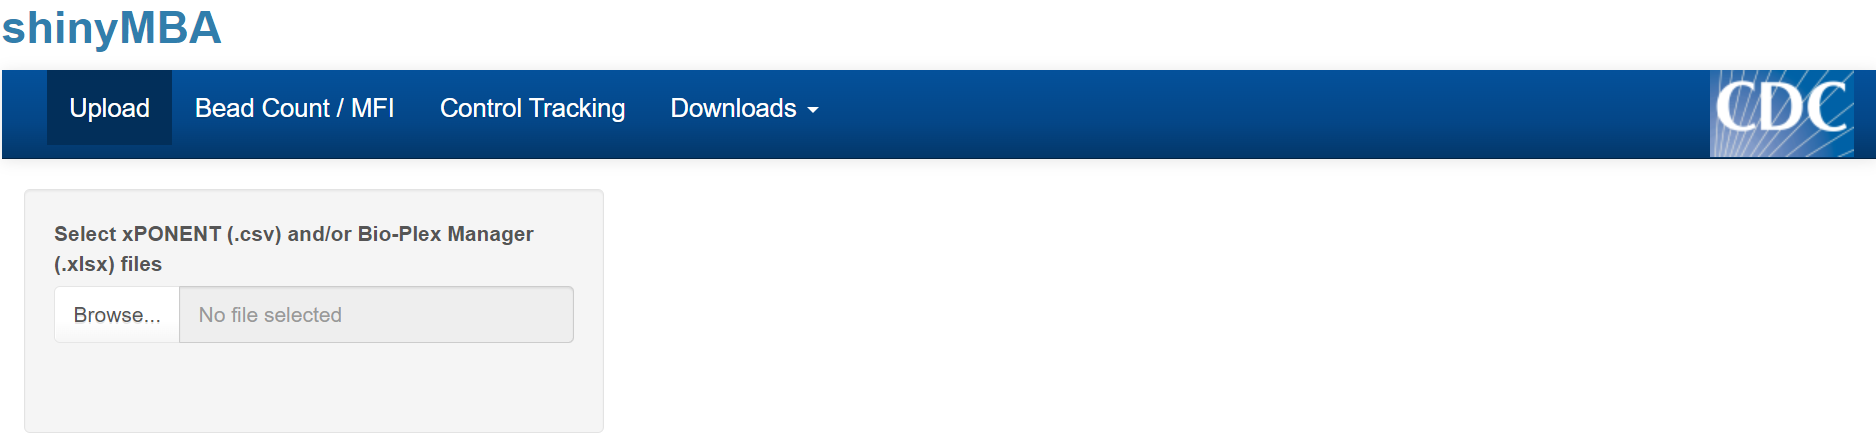 shinyMBA
Upload Bead Count / MFI Control Tracking Downloads CDC
Select xPONENT (.csv) and/or Bio-Plex Manager
(.xlsx) files
Browse... No file selected